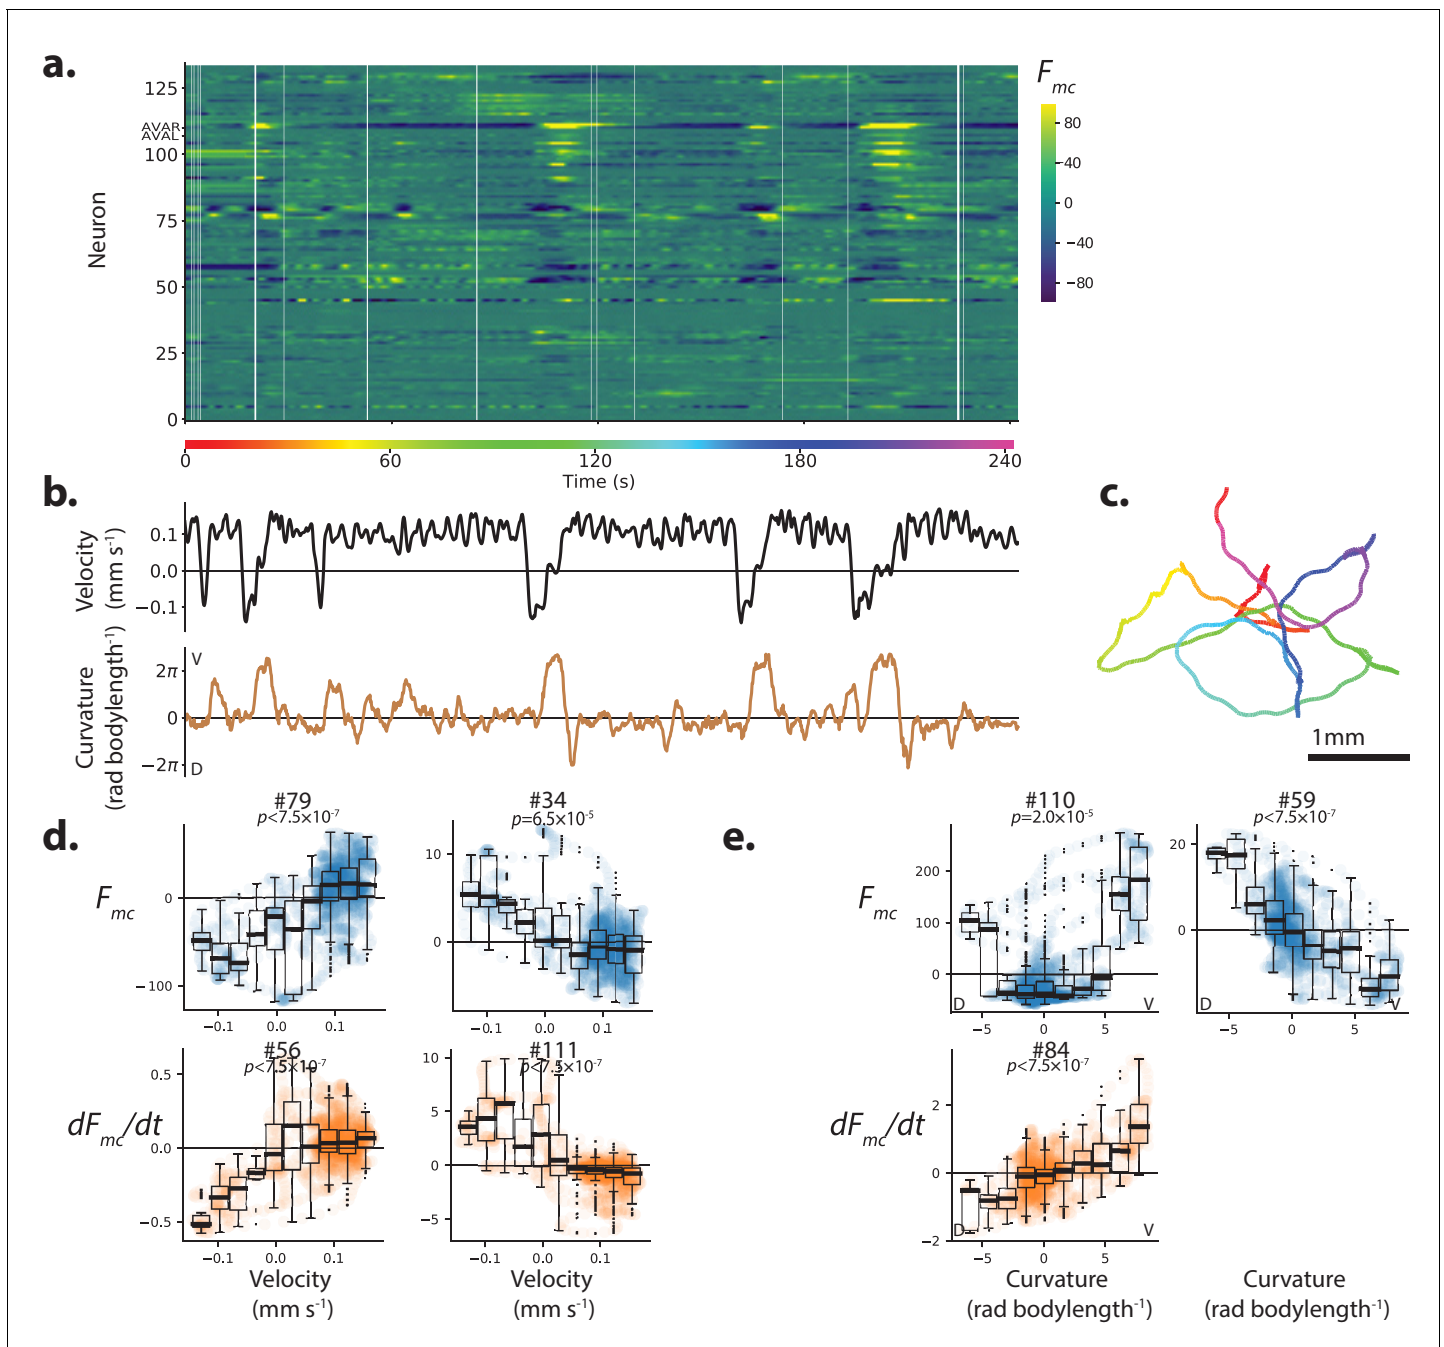 a.
F mc
125
AVAR
AVAL
100
75
50
25
0
Neuron
80
−40
0
−40
−80
0
60
120
180
240
Time (s)
b.
c.
Velocity
(mm s-1)
0.1
0.0
−0.1
Curvature
(rad bodylength-1)
V
2π
0
−2π
D
1mm
d.
#79
p<7.5×10-7
F mc
0
−100
−0.1
0.0
0.1
#34
p=6.5×10-5
10
0
−0.1
0.0
0.1
e.
#110
p=2.0×10-5
F mc
200
100
0
D
V
−5
0
5
#59
p<7.5×10-7
20
0
D
V
−5
0
5
#56
p<7.5×10-7
dF mc/dt
0.5
0.0
−0.5
−0.1
0.0
0.1
Velocity
(mm s-1)
#111
p<7.5×10-7
10
5
0
−5
−0.1
0.0
0.1
Velocity
(mm s-1)
#84
p<7.5×10-7
dF mc/dt
2
0
−2
D
V
−5
0
5
Curvature
(rad bodylength-1)
Curvature
(rad bodylength-1)